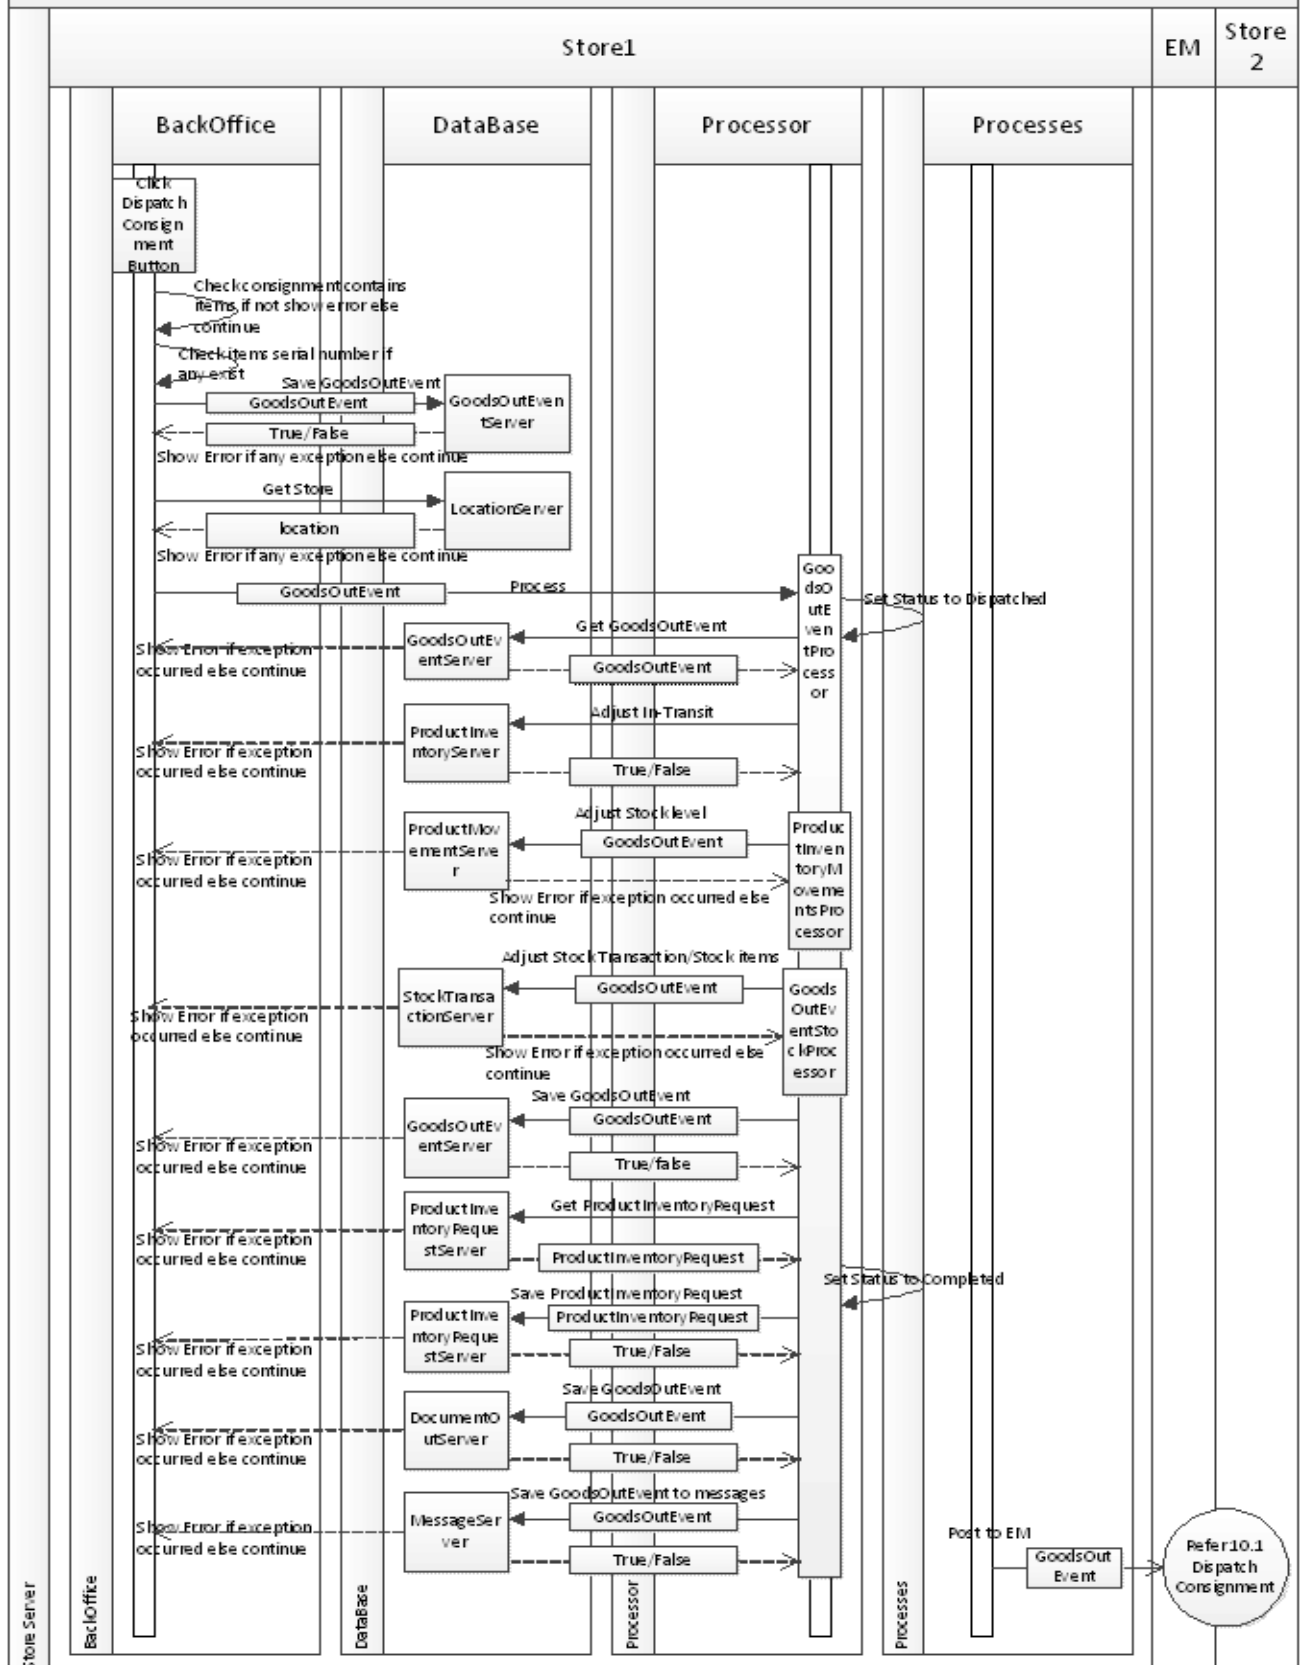 Store1
EM
Store
2
BackOffice
DataBase
Processor
Processes
Click
Dispatch
Consign
ment
Button
Check consignment contains
items, if not show error else
continue
Check items serial number if
any exist
Save GoodsOutEvent
GoodsOutEvent
GoodsOutEven
tServer
True/False
Show Error if any exception else continue
Get Store
LocationServer
location
Show Error if any exception else continue
GoodsOutEvent
Process
Goo
dsO
utE
ven
tPro
cess
or
Set Status to Dispatched
Get GoodsOutEvent
GoodsOutEv
entServer
GoodsOutEvent
Show Error if exception
occurred else continue
Adjust In-Transit
ProductInve
ntoryServer
True/False
Show Error if exception
occurred else continue
Adjust Stock level
GoodsOutEvent
ProductMov
ementServe
r
Produc
tInven
toryM
oveme
ntsPro
cessor
Show Error if exception
occurred else continue
Show Error if exception occurred else
continue
Adjust StockTransaction/Stock items
GoodsOutEvent
StockTransa
ctionServer
Goods
OutEv
entSto
ckProc
essor
Show Error if exception
occurred else continue
Show Error if exception occurred else
continue
Save GoodsOutEvent
GoodsOutEvent
GoodsOutEv
entServer
True/false
Show Error if exception
occurred else continue
Get ProductInventoryRequest
ProductInve
ntoryReque
stServer
ProductInventoryRequest
Show Error if exception
occurred else continue
Set Status to Completed
Save ProductInventoryRequest
ProductInventoryRequest
ProductInve
ntoryReque
stServer
True/False
Show Error if exception
occurred else continue
Save GoodsOutEvent
GoodsOutEvent
DocumentO
utServer
True/False
Show Error if exception
occurred else continue
Save GoodsOutEvent to messages
GoodsOutEvent
MessageSer
ver
True/False
Show Error if exception
occurred else continue
Post to EM
GoodsOut
Event
Refer10.1
Dispatch
Consignment
Store Server
BackOffice
DataBase
Processor
Processes